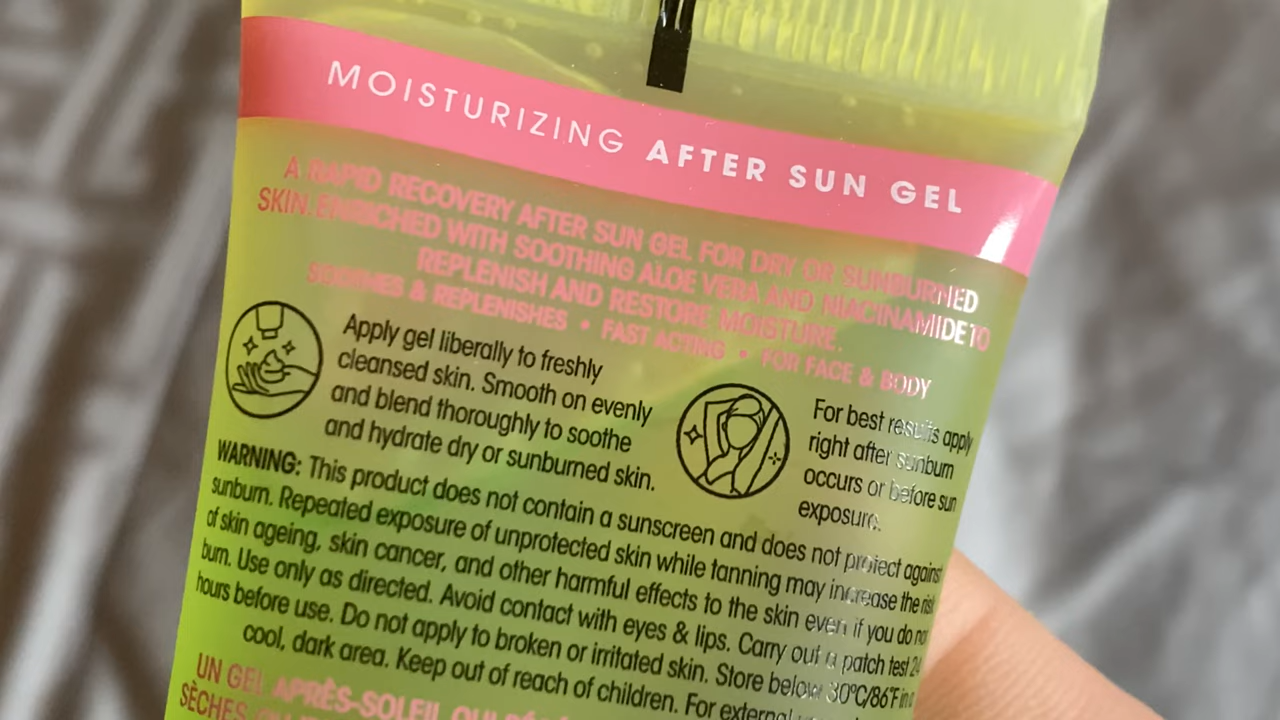 MOISTURIZING AFTER SUN GEL
A RAPID RECOVERY AFTER SUN GEL FOR DRY OR SUNBURNED
SKIN. ENRICHED WITH SOOTHING ALOE VERA AND NIACINAMIDE TO
REPLENISH AND RESTORE MOISTURE.
SOOTHES & REPLENISHES • FAST ACTING • FOR FACE & BODY
Apply gel liberally to freshly
cleansed skin. Smooth on evenly
and blend thoroughly to soothe
and hydrate dry or sunburned skin.
For best results apply
right after sunburn
occurs or before sun
exposure.
WARNING: This product does not contain a sunscreen and does not protect against
sunburn. Repeated exposure of unprotected skin while tanning may increase the risk
of skin ageing, skin cancer, and other harmful effects to the skin even if you do not
burn. Use only as directed. Avoid contact with eyes & lips. Carry out a patch test 24
hours before use. Do not apply to broken or irritated skin. Store below 30°C/86°F in a
cool, dark area. Keep out of reach of children. For external
UN GEL APRÈS-SOLEIL
SÈCHES